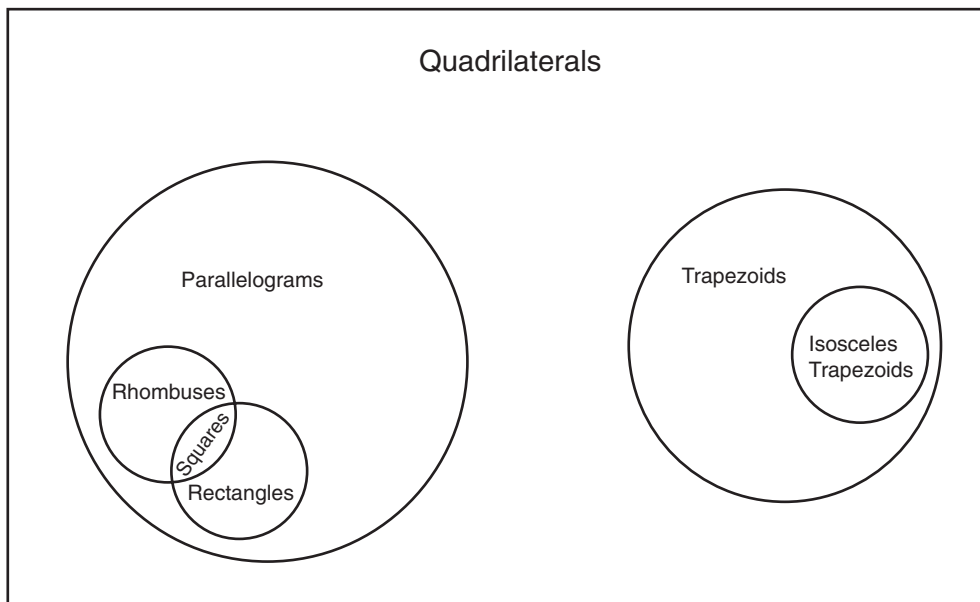 Quadrilaterals
Parallelograms
Rhombuses
Squares
Rectangles
Trapezoids
Isosceles
Trapezoids